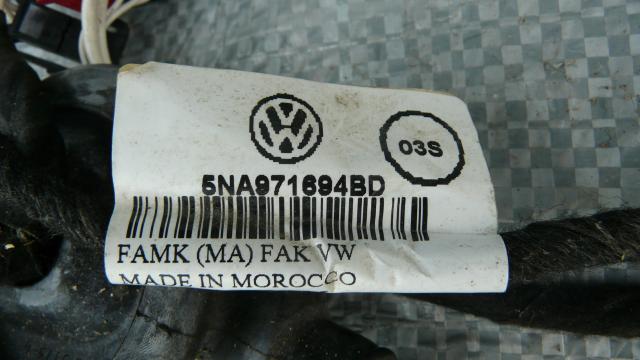 03S
5NA971694BD
FAMK (MA) FAK VW
MADE IN MOROCCO